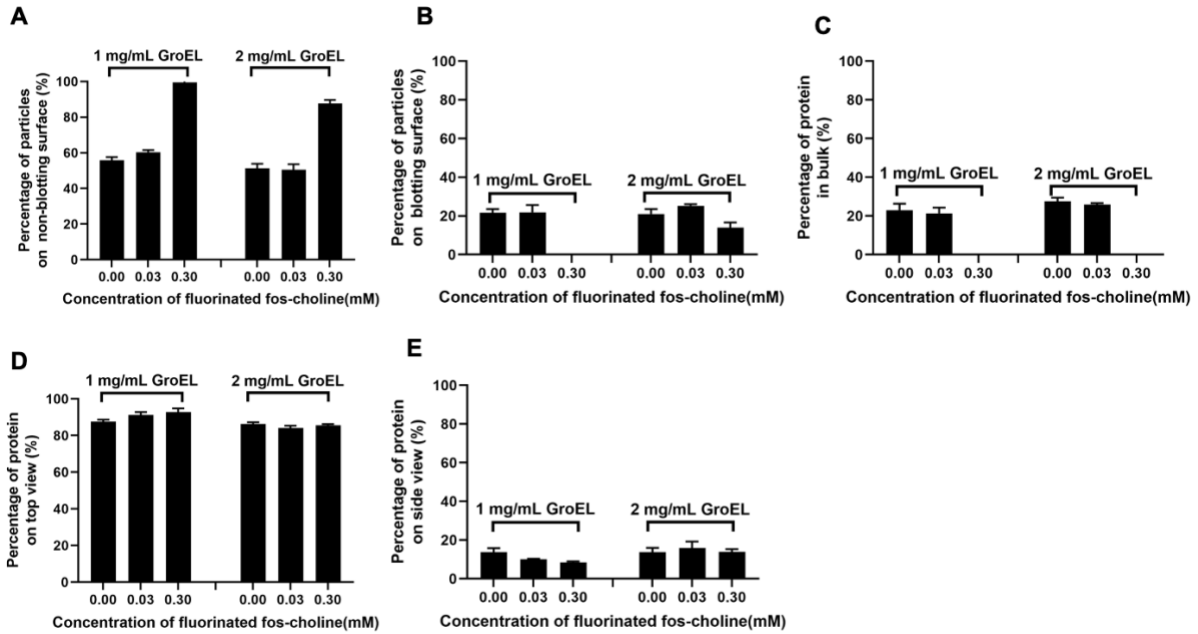 A
1 mg/mL GroEL
2 mg/mL GroEL
Percentage of particles
on non-blotting surface (%)
100
80
60
40
20
0
0.00 0.03 0.30 0.00 0.03 0.30
Concentration of fluorinated fos-choline(mM)
B
Percentage of particles
on blotting surface (%)
100
80
60
40
20
0
1 mg/mL GroEL
2 mg/mL GroEL
0.00 0.03 0.30 0.00 0.03 0.30
Concentration of fluorinated fos-choline(mM)
C
Percentage of protein
in bulk (%)
100
80
60
40
20
0
1 mg/mL GroEL
2 mg/mL GroEL
0.00 0.03 0.30 0.00 0.03 0.30
Concentration of fluorinated fos-choline(mM)
D
1 mg/mL GroEL
2 mg/mL GroEL
Percentage of protein
on top view (%)
100
80
60
40
20
0
0.00 0.03 0.30 0.00 0.03 0.30
Concentration of fluorinated fos-choline(mM)
E
Percentage of protein
on side view (%)
100
80
60
40
20
0
1 mg/mL GroEL
2 mg/mL GroEL
0.00 0.03 0.30 0.00 0.03 0.30
Concentration of fluorinated fos-choline(mM)